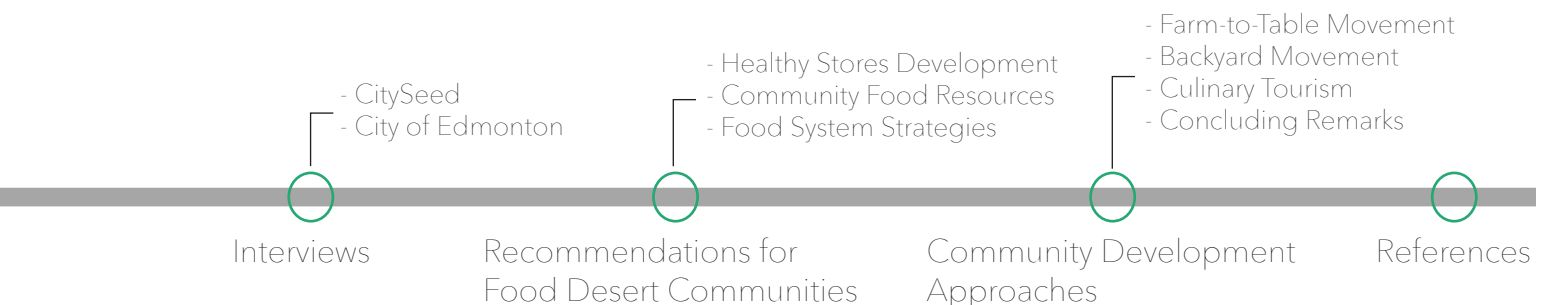 - CitySeed
- City of Edmonton
Interviews
- Healthy Stores Development
- Community Food Resources
- Food System Strategies
Recommendations for
Food Desert Communities
- Farm-to-Table Movement
- Backyard Movement
- Culinary Tourism
- Concluding Remarks
Community Development
Approaches
References